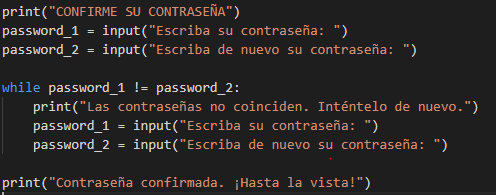 print("CONFIRME SU CONTRASEÑA")
password_1 = input("Escriba su contraseña: ")
password_2 = input("Escriba de nuevo su contraseña: ")

while password_1 != password_2:
    print("Las contraseñas no coinciden. Inténtelo de nuevo.")
    password_1 = input("Escriba su contraseña: ")
    password_2 = input("Escriba de nuevo su contraseña: ")

print("Contraseña confirmada. ¡Hasta la vista!")